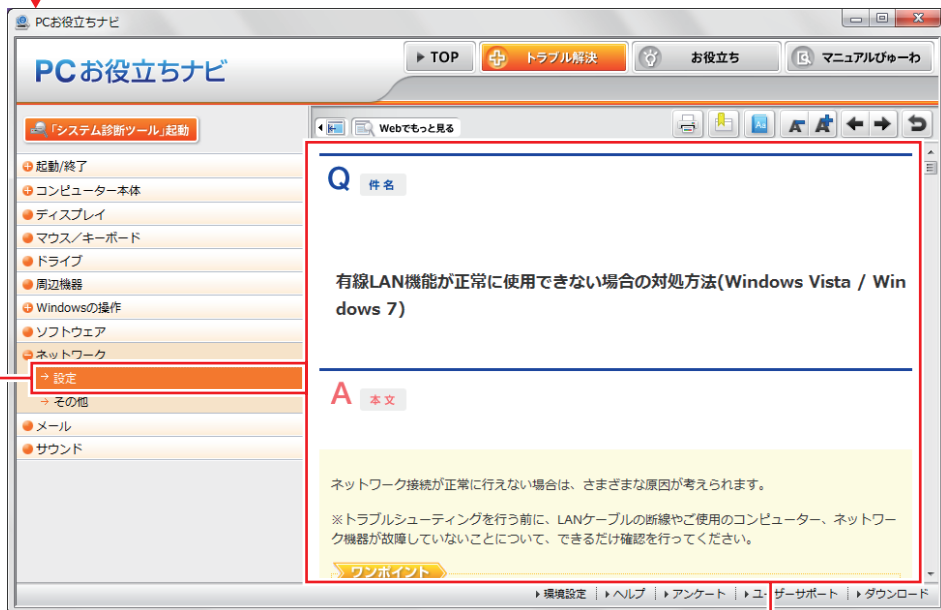 PCお役立ちナビ
PCお役立ちナビ
TOP
トラブル解決
お役立ち
マニュアルびゅーわ
「システム診断ツール」起動
起動/終了
コンピューター本体
ディスプレイ
マウス/キーボード
ドライブ
周辺機器
Windowsの操作
ソフトウェア
ネットワーク
→ 設定
→ その他
メール
サウンド
Webでもっと見る
Aa
A
A
Q 件名
有線LAN機能が正常に使用できない場合の対処方法(Windows Vista / Win
dows 7)
A 本文
ネットワーク接続が正常に行えない場合は、さまざまな原因が考えられます。
※トラブルシューティングを行う前に、LANケーブルの断線やご使用のコンピューター、ネットワー
ク機器が故障していないことについて、できるだけ確認を行ってください。
ワンポイント
環境設定
ヘルプ
アンケート
ユーザーサポート
ダウンロード